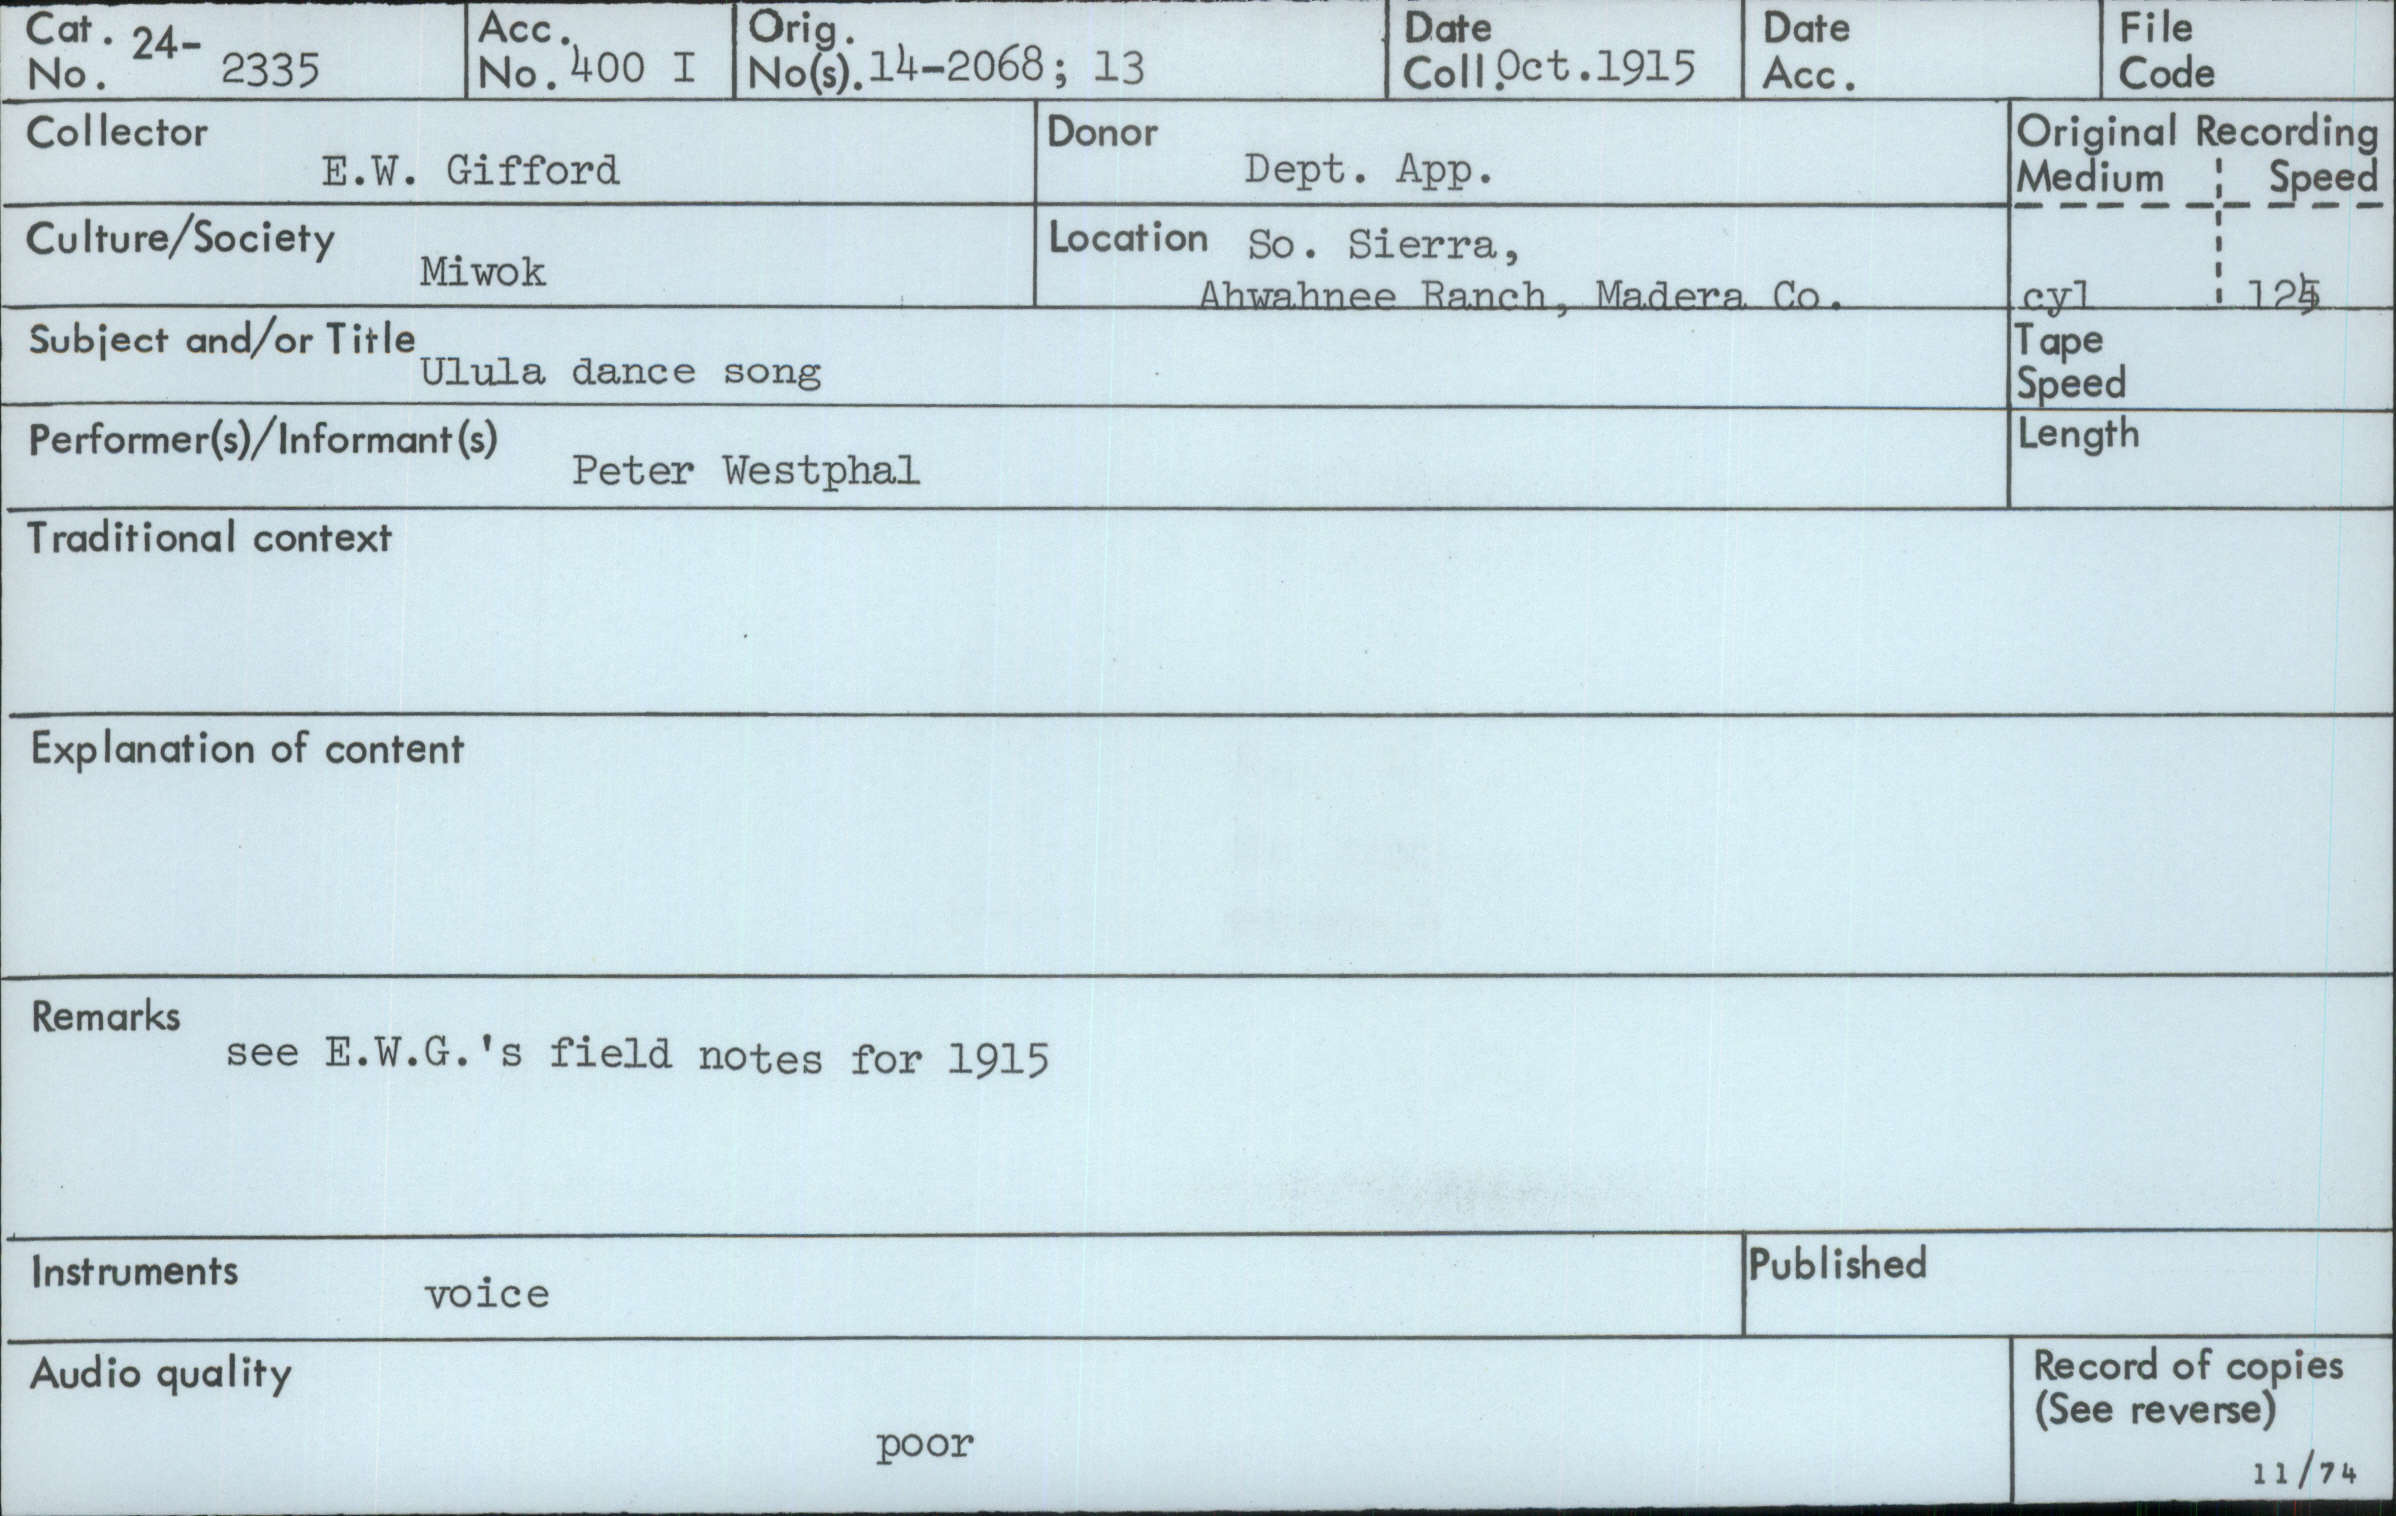 Cat. No. 24-2335
Acc. No. 400 I
Orig. No(s). 14-2068; 13
Date Coll. Oct.1915
Date Acc.
File Code
Collector
E.W. Gifford
Donor
Dept. App.
Original Recording
Medium Speed
cyl
Culture/Society
Miwok
Location So. Sierra,
Ahwahnee Ranch, Madera Co.
Subject and/or Title
Ulula dance song
Tape
Speed
Performer(s)/Informant(s)
Peter Westphal
Length
Traditional context
Explanation of content
Remarks
see E.W.G.'s field notes for 1915
Instruments
voice
Published
Audio quality
poor
Record of copies
(See reverse)
11/74